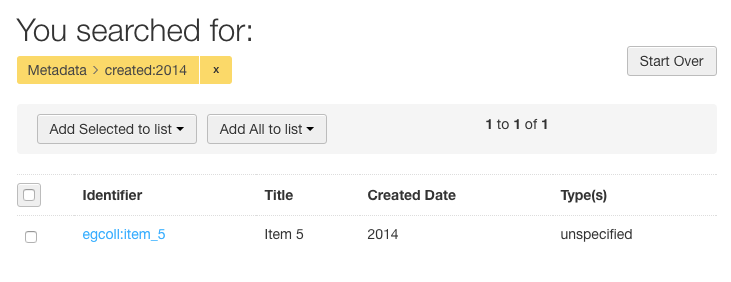 You searched for:
Metadata > created:2014 x
Start Over
Add Selected to list Add All to list 1 to 1 of 1
Identifier Title Created Date Type(s)
egcoll:item_5 Item 5 2014 unspecified